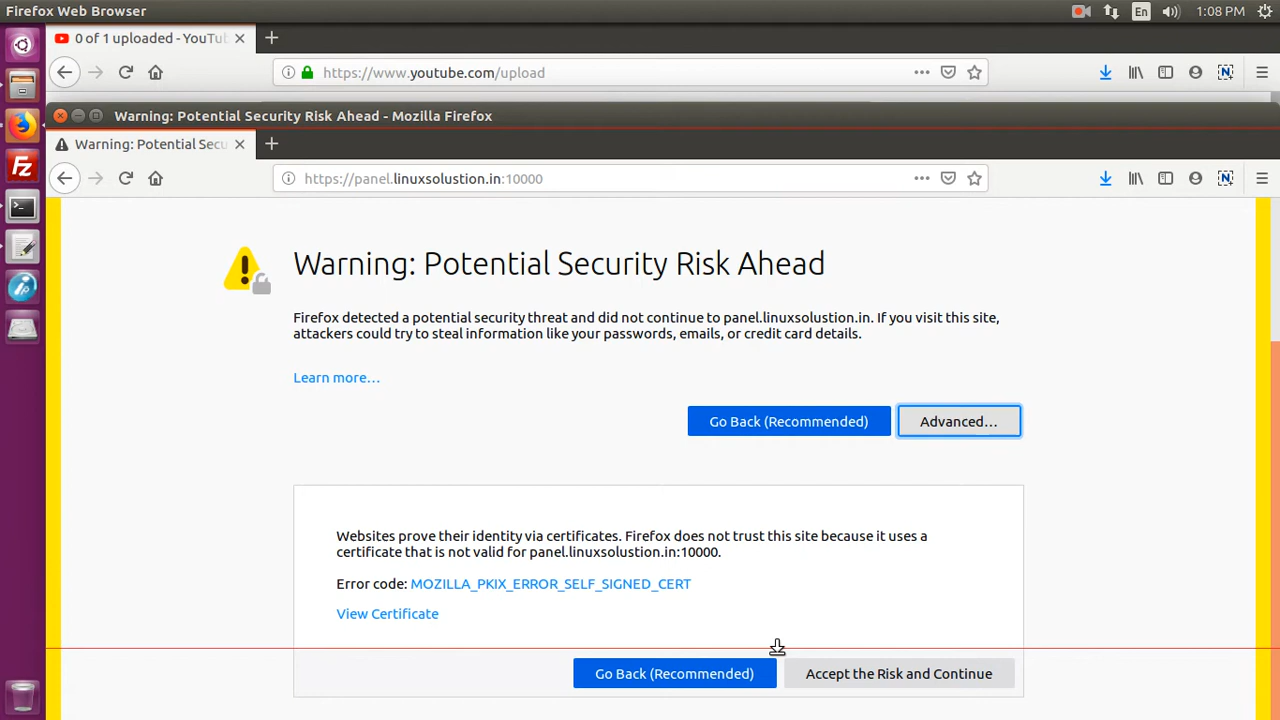 Firefox Web Browser
En
1:08 PM
0 of 1 uploaded - YouTu
https://www.youtube.com/upload
Warning: Potential Security Risk Ahead - Mozilla Firefox
Warning: Potential Secu
https://panel.linuxsolustion.in:10000
Warning: Potential Security Risk Ahead
Firefox detected a potential security threat and did not continue to panel.linuxsolustion.in. If you visit this site,
attackers could try to steal information like your passwords, emails, or credit card details.
Learn more…
Go Back (Recommended)
Advanced…
Websites prove their identity via certificates. Firefox does not trust this site because it uses a
certificate that is not valid for panel.linuxsolustion.in:10000.
Error code: MOZILLA_PKIX_ERROR_SELF_SIGNED_CERT
View Certificate
Go Back (Recommended)
Accept the Risk and Continue